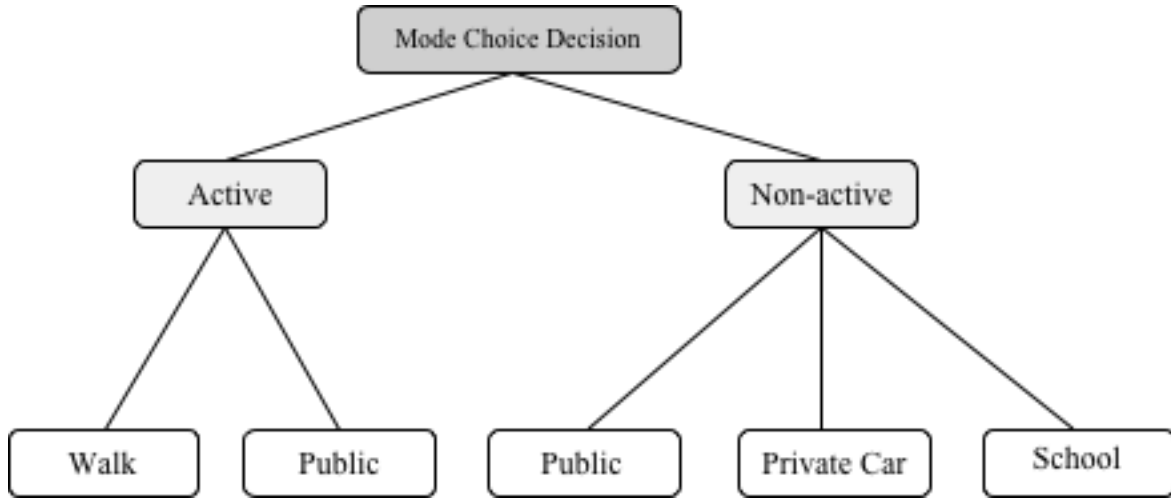 Mode Choice Decision
Active
Non-active
Walk
Public
Public
Private Car
School